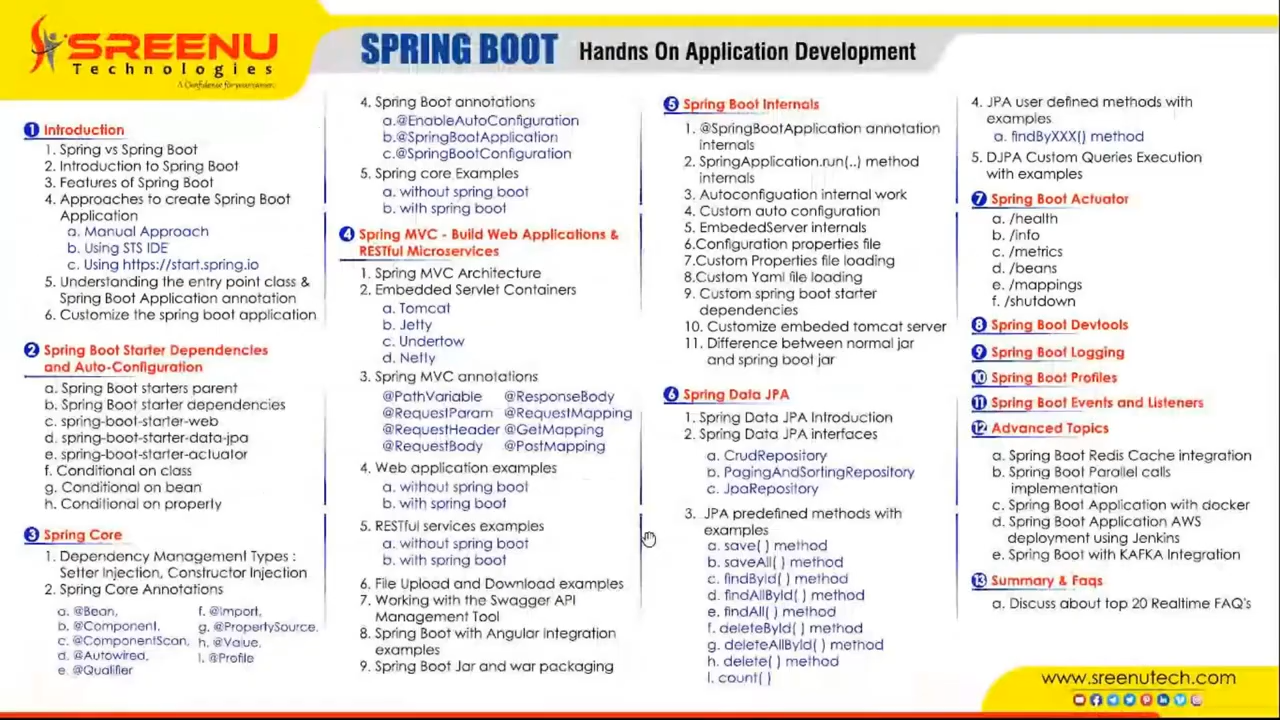 SREENU
Technologies
A Confidence for your career..
SPRING BOOT Handns On Application Development
1 Introduction
1. Spring vs Spring Boot
2. Introduction to Spring Boot
3. Features of Spring Boot
4. Approaches to create Spring Boot
Application
a. Manual Approach
b. Using STS IDE
c. Using https://start.spring.io
5. Understanding the entry point class &
Spring Boot Application annotation
6. Customize the spring boot application
2 Spring Boot Starter Dependencies
and Auto-Configuration
a. Spring Boot starters parent
b. Spring Boot starter dependencies
c. spring-boot-starter-web
d. spring-boot-starter-data-jpa
e. spring-boot-starter-actuator
f. Conditional on class
g. Conditional on bean
h. Conditional on properly
3 Spring Core
1. Dependency Management Types :
Setter Injection, Constructor Injection
2. Spring Core Annotations
a. @Bean,
b. @Component,
c. @ComponentScan,
d. @Autowired,
e. @Qualifier
f. @Import,
g. @PropertySource,
h. @Value,
I. @Profile
4. Spring Boot annotations
a.@EnableAutoConfiguration
b.@SpringBootApplication
c.@SpringBootConfiguration
5. Spring core Examples
a. without spring boot
b. with spring boot
4 Spring MVC - Build Web Applications &
RESTful Microservices
1. Spring MVC Architecture
2. Embedded Servlet Containers
a. Tomcat
b. Jetty
c. Undertow
d. Netty
3. Spring MVC annotations
@PathVariable @ResponseBody
@RequestParam @RequestMapping
@RequestHeader @GetMapping
@RequestBody @PostMapping
4. Web application examples
a. without spring boot
b. with spring boot
5. RESTful services examples
a. without spring boot
b. with spring boot
6. File Upload and Download examples
7. Working with the Swagger API
Management Tool
8. Spring Boot with Angular Integration
examples
9. Spring Boot Jar and war packaging
5 Spring Boot Internals
1. @SpringBootApplication annotation
internals
2. SpringApplication.run(..) method
internals
3. Autoconfiguation internal work
4. Custom auto configuration
5. EmbededServer internals
6.Configuration properties file
7.Custom Properties file loading
8.Custom Yaml file loading
9. Custom spring boot starter
dependencies
10. Customize embeded tomcat server
11. Difference between normal jar
and spring boot jar
6 Spring Data JPA
1. Spring Data JPA Introduction
2. Spring Data JPA interfaces
a. CrudRepository
b. PagingAndSortingRepository
c. JpaRepository
3. JPA predefined methods with
examples
a. save( ) method
b. saveAll( ) method
c. findById( ) method
d. findAllById( ) method
e. findAll( ) method
f. deleteById( ) method
g. deleteAllById( ) method
h. delete( ) method
I. count( )
4. JPA user defined methods with
examples
a. findByXXX() method
5. DJPA Custom Queries Execution
with examples
7 Spring Boot Actuator
a. /health
b. /info
c. /metrics
d. /beans
e. /mappings
f. /shutdown
8 Spring Boot Devtools
9 Spring Boot Logging
10 Spring Boot Profiles
11 Spring Boot Events and Listeners
12 Advanced Topics
a. Spring Boot Redis Cache integration
b. Spring Boot Parallel calls
implementation
c. Spring Boot Application with docker
d. Spring Boot Application AWS
deployment using Jenkins
e. Spring Boot with KAFKA Integration
13 Summary & Faqs
a. Discuss about top 20 Realtime FAQ's
www.sreenutech.com